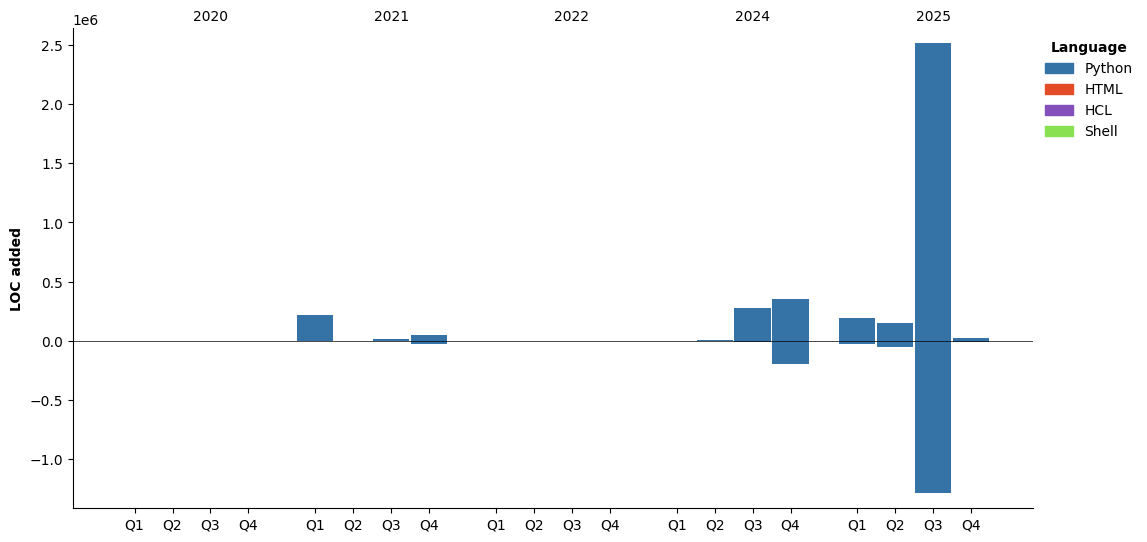 1e6
2020 2021 2022 2024 2025
Language
Python
HTML
HCL
Shell
LOC added
2.5
2.0
1.5
1.0
0.5
0.0
−0.5
−1.0
Q1 Q2 Q3 Q4 Q1 Q2 Q3 Q4 Q1 Q2 Q3 Q4 Q1 Q2 Q3 Q4 Q1 Q2 Q3 Q4